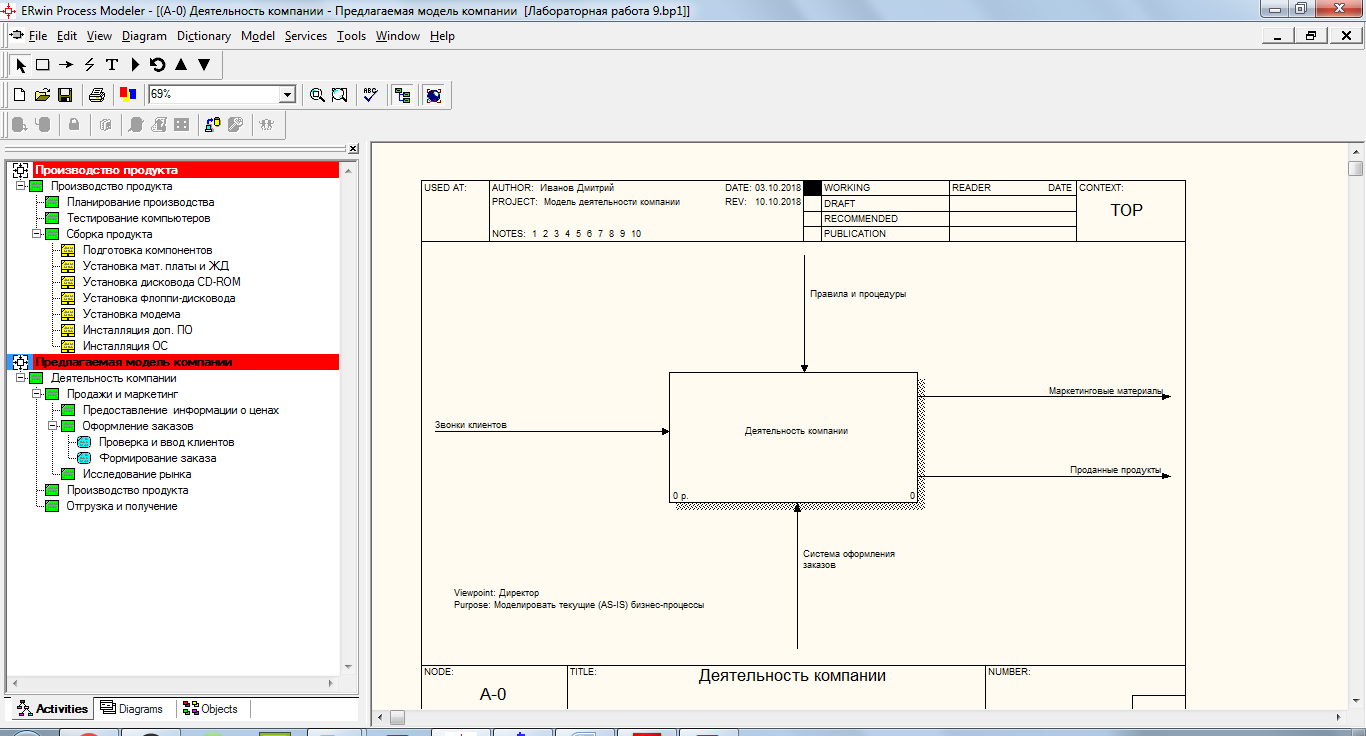 ERwin Process Modeler - [(A-0) Деятельность компании - Предлагаемая модель компании [Лабораторная работа 9.bp1]]
File Edit View Diagram Dictionary Model Services Tools Window Help
69%
ABC
Производство продукта
Производство продукта
Планирование производства
Тестирование компьютеров
Сборка продукта
Подготовка компонентов
Установка мат. платы и ЖД
Установка дисковода CD-ROM
Установка флоппи-дисковода
Установка модема
Инсталляция доп. ПО
Инсталляция ОС
Предлагаемая модель компании
Деятельность компании
Продажи и маркетинг
Предоставление информации о ценах
Оформление заказов
Проверка и ввод клиентов
Формирование заказа
Исследование рынка
Производство продукта
Отгрузка и получение
Activities Diagrams Objects
USED AT: AUTHOR: Иванов Дмитрий DATE: 03.10.2018 WORKING READER DATE CONTEXT:
PROJECT: Модель деятельности компании REV: 10.10.2018 DRAFT TOP
RECOMMENDED
NOTES: 1 2 3 4 5 6 7 8 9 10 PUBLICATION
Правила и процедуры
Маркетинговые материалы
Звонки клиентов
Деятельность компании
Проданные продукты
0 р. 0
Система оформления
заказов
Viewpoint: Директор
Purpose: Моделировать текущие (AS-IS) бизнес-процессы
NODE: TITLE: Деятельность компании NUMBER:
A-0